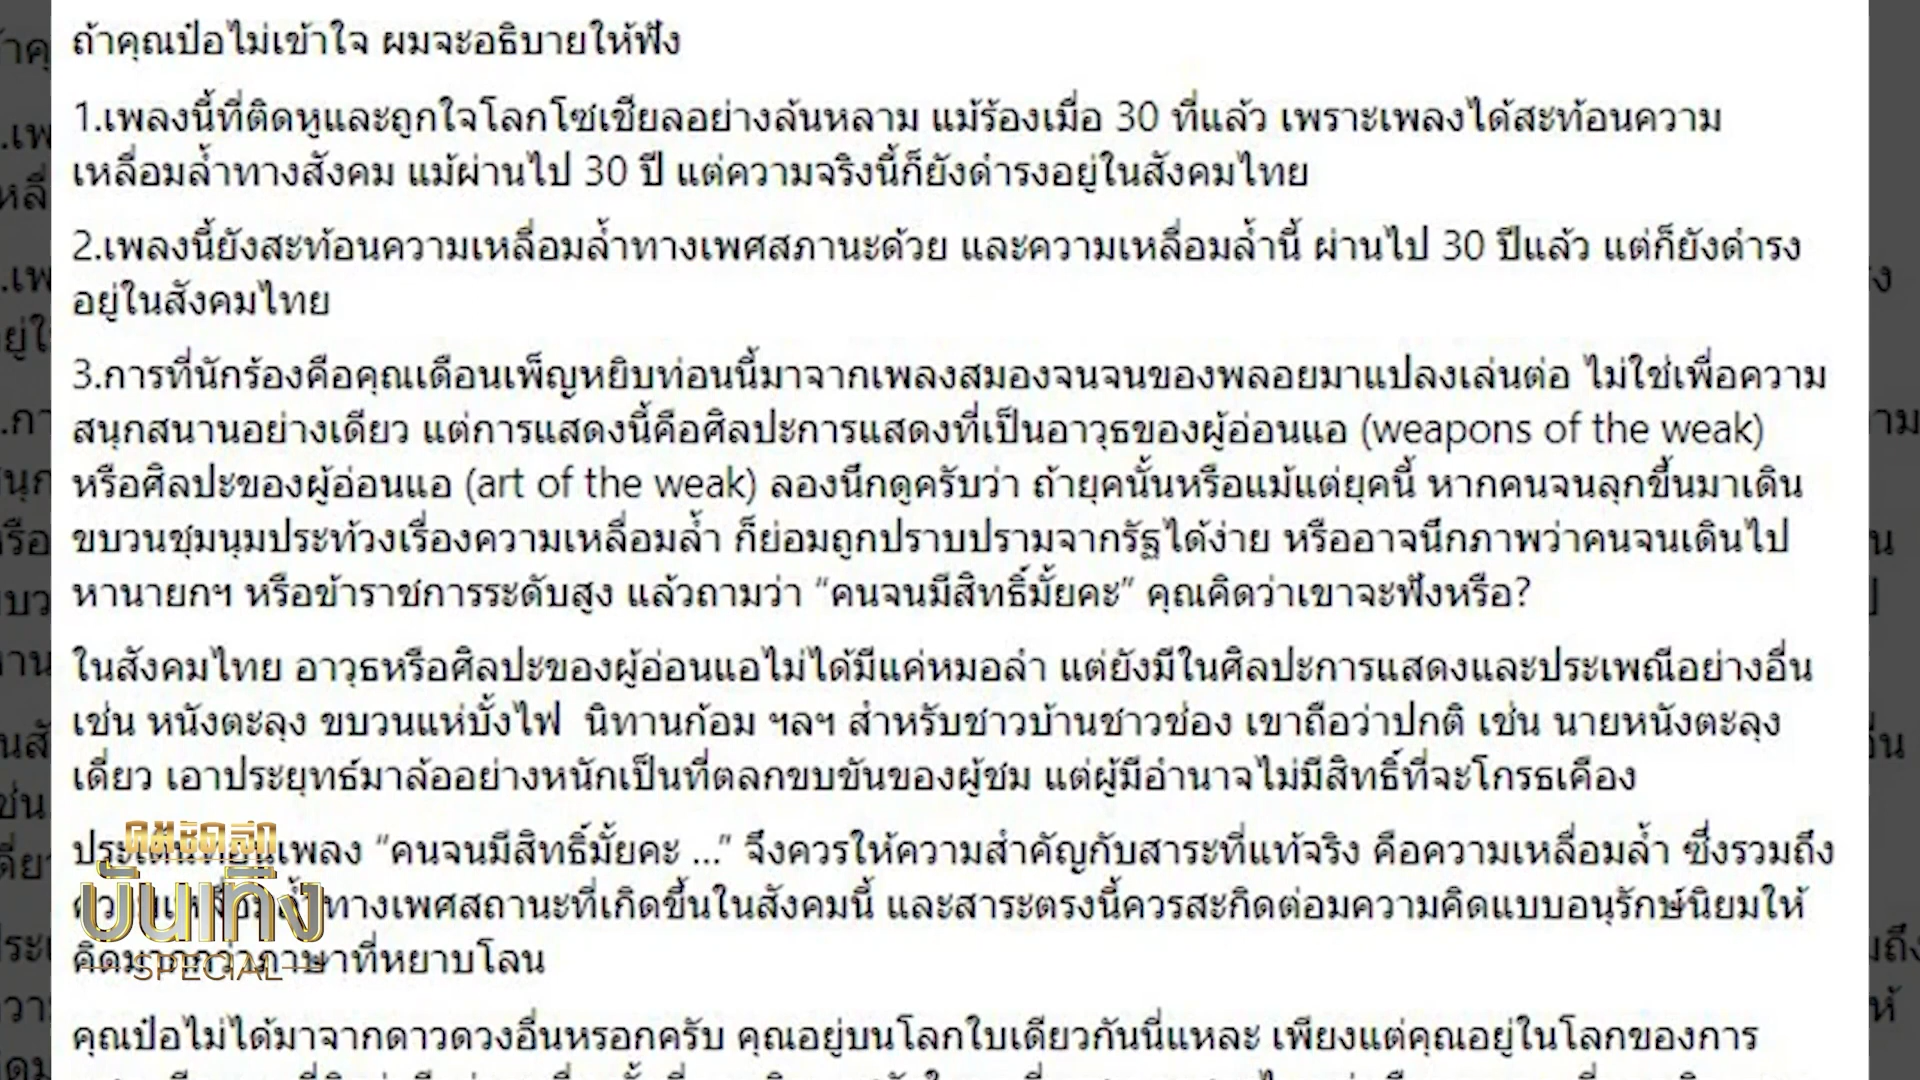 ถ้าคุณป๋อไม่เข้าใจ ผมจะอธิบายให้ฟัง
1.เพลงนี้ที่ติดหูและถูกใจโลกโซเชียลอย่างล้นหลาม แม้ร้องเมื่อ 30 ที่แล้ว เพราะเพลงได้สะท้อนความ
เหลื่อมล้ำทางสังคม แม้ผ่านไป 30 ปี แต่ความจริงนี้ก็ยังดำรงอยู่ในสังคมไทย
2.เพลงนี้ยังสะท้อนความเหลื่อมล้ำทางเพศสภานะด้วย และความเหลื่อมล้ำนี้ ผ่านไป 30 ปีแล้ว แต่ก็ยังดำรง
อยู่ในสังคมไทย
3.การที่นักร้องคือคุณเดือนเพ็ญหยิบท่อนนี้มาจากเพลงสมองจนจนของพลอยมาแปลงเล่นต่อ ไม่ใช่เพื่อความ
สนุกสนานอย่างเดียว แต่การแสดงนี้คือศิลปะการแสดงที่เป็นอาวุธของผู้อ่อนแอ (weapons of the weak)
หรือศิลปะของผู้อ่อนแอ (art of the weak) ลองนึกดูครับว่า ถ้ายุคนั้นหรือแม้แต่ยุคนี้ หากคนจนลุกขึ้นมาเดิน
ขบวนชุมนุมประท้วงเรื่องความเหลื่อมล้ำ ก็ย่อมถูกปราบปรามจากรัฐได้ง่าย หรืออาจนึกภาพว่าคนจนเดินไป
หานายกฯ หรือข้าราชการระดับสูง แล้วถามว่า “คนจนมีสิทธิ์มั้ยคะ” คุณคิดว่าเขาจะฟังหรือ?
ในสังคมไทย อาวุธหรือศิลปะของผู้อ่อนแอไม่ได้มีแค่หมอลำ แต่ยังมีในศิลปะการแสดงและประเพณีอย่างอื่น
เช่น หนังตะลุง ขบวนแห่บั้งไฟ นิทานก้อม ฯลฯ สำหรับชาวบ้านชาวช่อง เขาถือว่าปกติ เช่น นายหนังตะลุง
เดี่ยว เอาประยุทธ์มาล้ออย่างหนักเป็นที่ตลกขบขันของผู้ชม แต่ผู้มีอำนาจไม่มีสิทธิ์ที่จะโกรธเคือง
ประเด็นท่อนเพลง “คนจนมีสิทธิ์มั้ยคะ ...” จึงควรให้ความสำคัญกับสาระที่แท้จริง คือความเหลื่อมล้ำ ซึ่งรวมถึง
ความเหลื่อมล้ำทางเพศสถานะที่เกิดขึ้นในสังคมนี้ และสาระตรงนี้ควรสะกิดต่อมความคิดแบบอนุรักษ์นิยมให้
คิดมากกว่าภาษาที่หยาบโลน
คุณป๋อไม่ได้มาจากดาวดวงอื่นหรอกครับ คุณอยู่บนโลกใบเดียวกันนี่แหละ เพียงแต่คุณอยู่ในโลกของการ
คมชัดลึก
บันเทิง
SPECIAL